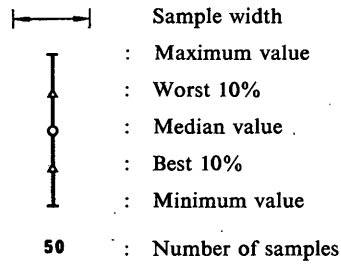 Sample width
: Maximum value
: Worst 10%
: Median value
: Best 10%
: Minimum value
50 : Number of samples